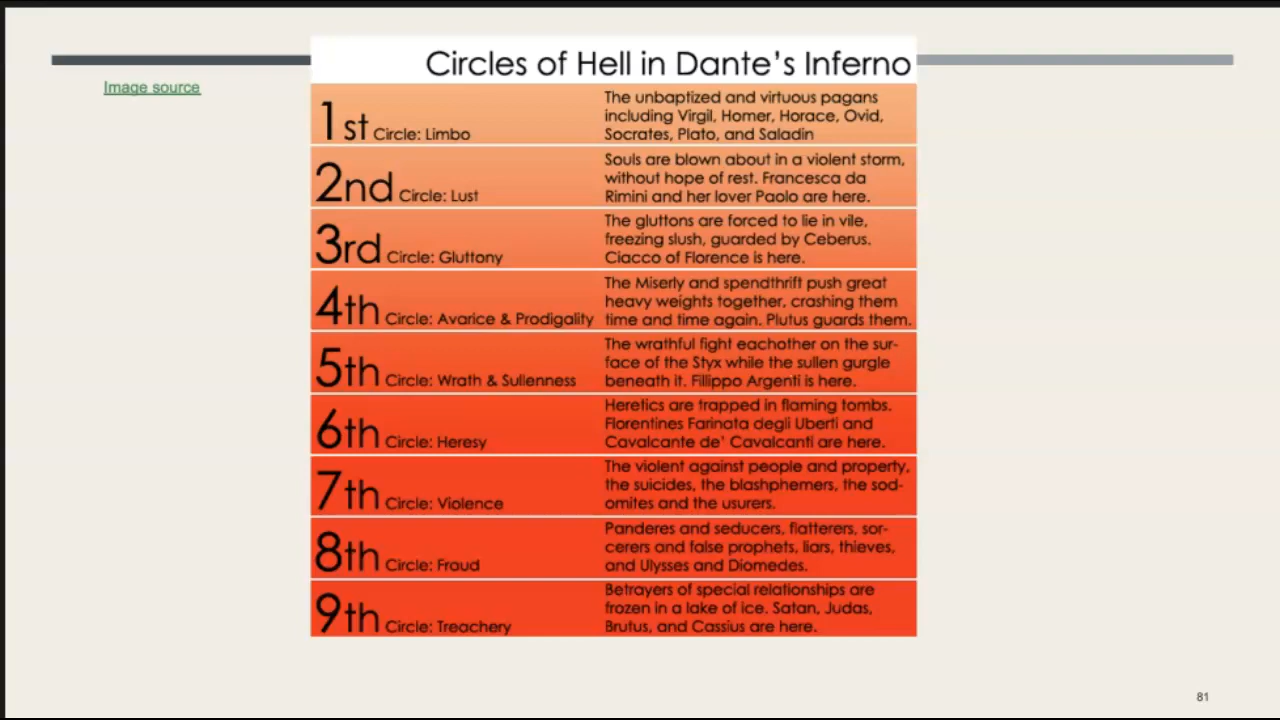 Circles of Hell in Dante's Inferno
Image source
1st Circle: Limbo
The unbaptized and virtuous pagans
including Virgil, Homer, Horace, Ovid,
Socrates, Plato, and Saladin
2nd Circle: Lust
Souls are blown about in a violent storm,
without hope of rest. Francesca da
Rimini and her lover Paolo are here.
3rd Circle: Gluttony
The gluttons are forced to lie in vile,
freezing slush, guarded by Ceberus.
Ciacco of Florence is here.
4th Circle: Avarice & Prodigality
The Miserly and spendthrift push great
heavy weights together, crashing them
time and time again. Plutus guards them.
5th Circle: Wrath & Sullenness
The wrathful fight eachother on the sur-
face of the Styx while the sullen gurgle
beneath it. Fillippo Argenti is here.
6th Circle: Heresy
Heretics are trapped in flaming tombs.
Florentines Farinata degli Uberti and
Cavalcante de' Cavalcanti are here.
7th Circle: Violence
The violent against people and property,
the suicides, the blashphemers, the sod-
omites and the usurers.
8th Circle: Fraud
Panderes and seducers, flatterers, sor-
cerers and false prophets, liars, thieves,
and Ulysses and Diomedes.
9th Circle: Treachery
Betrayers of special relationships are
frozen in a lake of ice. Satan, Judas,
Brutus, and Cassius are here.
81